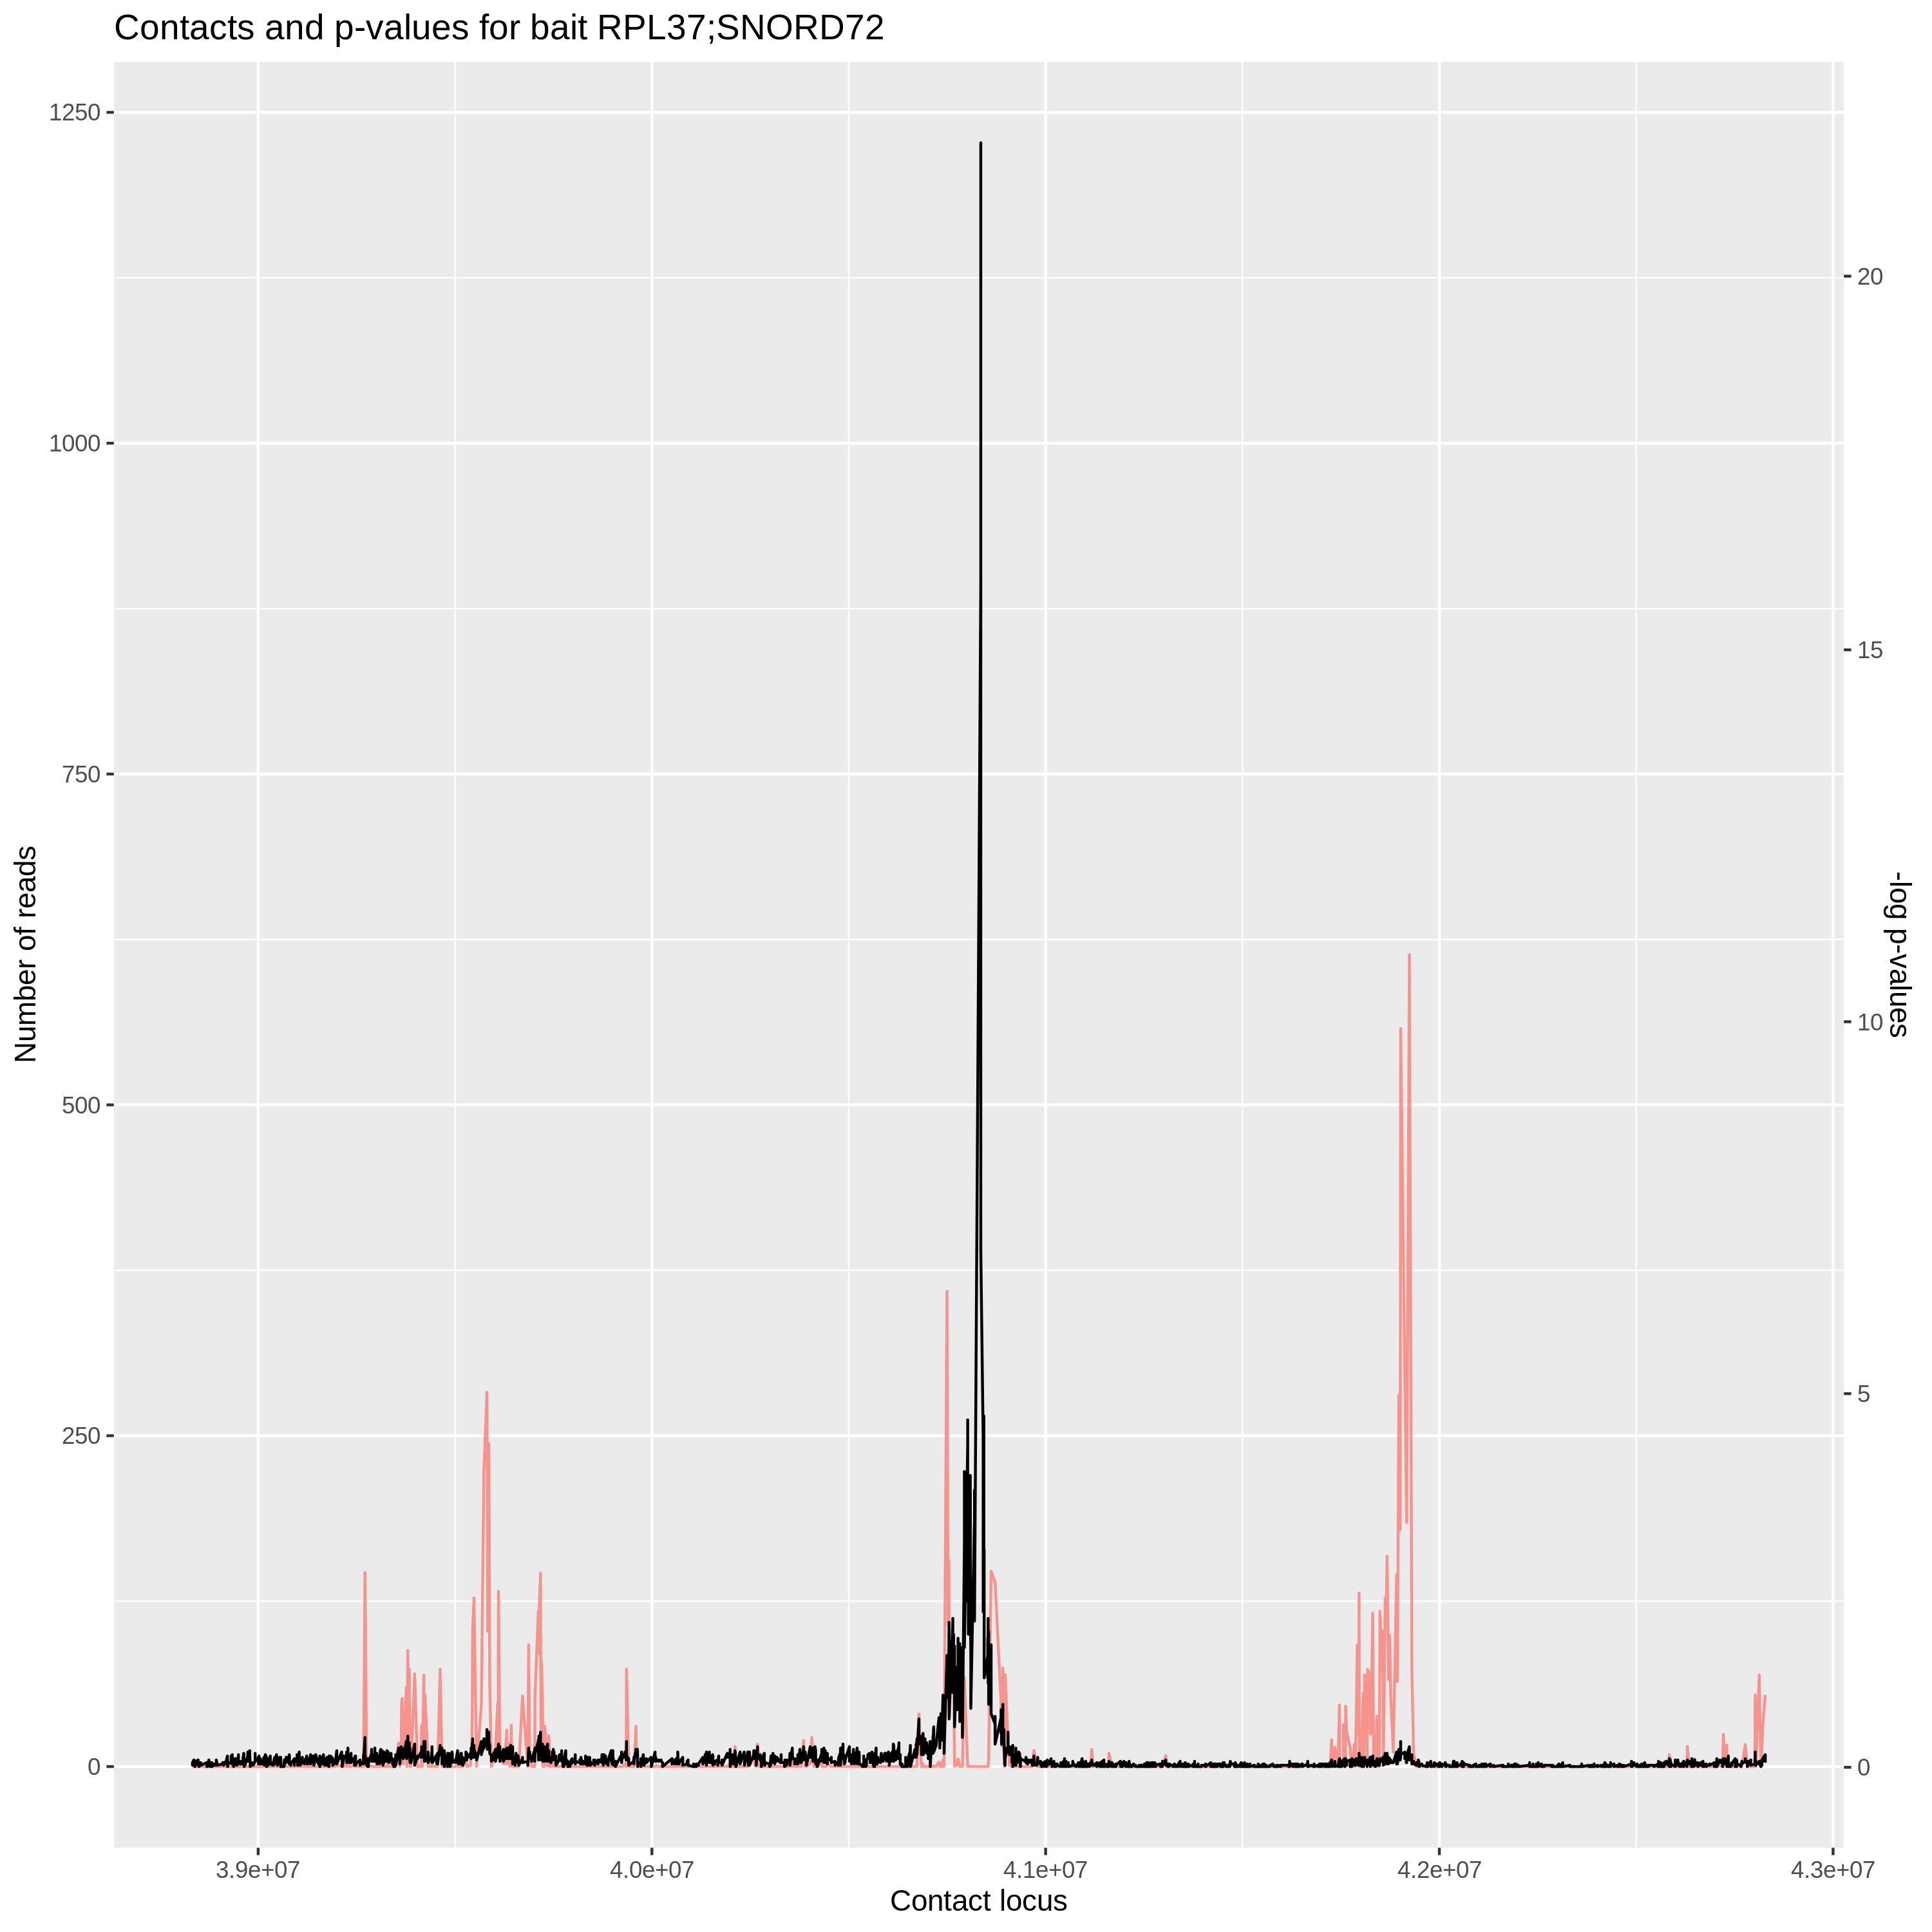 Contacts and p-values for bait RPL37;SNORD72
1250
1000
750
500
250
0
Number of reads
20
15
10
5
0
-log p-values
3.9e+07 4.0e+07 4.1e+07 4.2e+07 4.3e+07
Contact locus